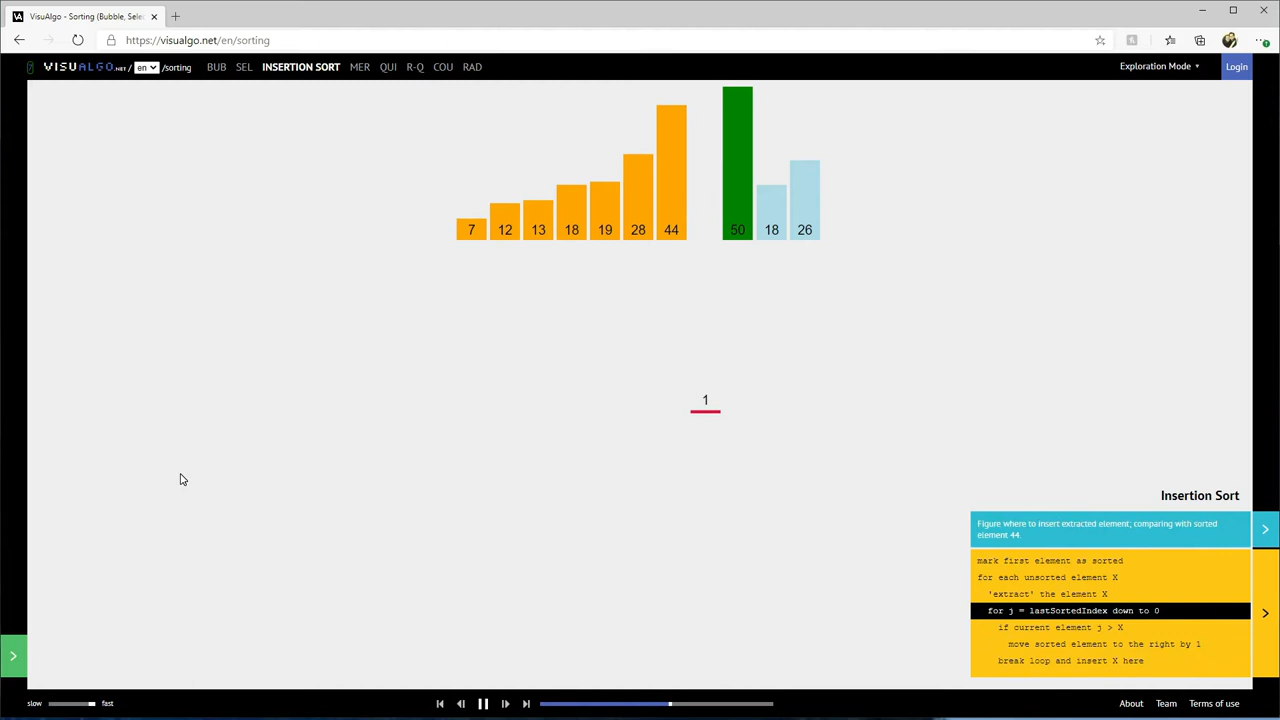 VisuAlgo - Sorting (Bubble, Sele
https://visualgo.net/en/sorting
7 VISUALGO.NET / en /sorting BUB SEL INSERTION SORT MER QUI R-Q COU RAD Exploration Mode Login
7 12 13 18 19 28 44 50 18 26
1
Insertion Sort
Figure where to insert extracted element; comparing with sorted
element 44.
mark first element as sorted
for each unsorted element X
'extract' the element X
for j = lastSortedIndex down to 0
if current element j > X
move sorted element to the right by 1
break loop and insert X here
slow fast About Team Terms of use